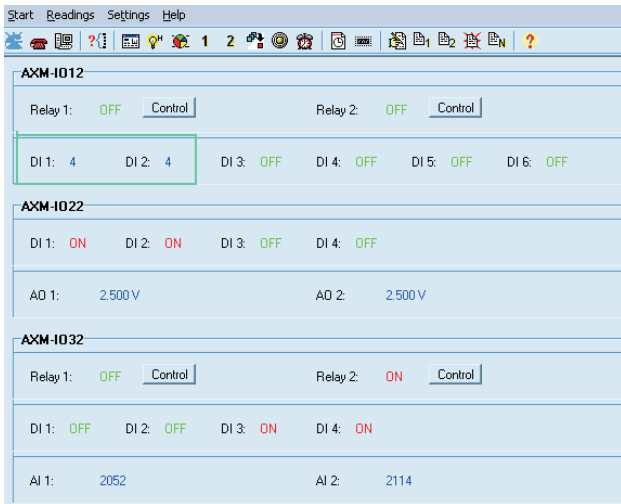 Start Readings Settings Help
?{] H 1 2 1 2 N ?
AXM-IO12
Relay 1: OFF Control Relay 2: OFF Control
DI 1: 4 DI 2: 4 DI 3: OFF DI 4: OFF DI 5: OFF DI 6: OFF
AXM-IO22
DI 1: ON DI 2: ON DI 3: OFF DI 4: OFF
AO 1: 2.500 V AO 2: 2.500 V
AXM-IO32
Relay 1: OFF Control Relay 2: ON Control
DI 1: OFF DI 2: OFF DI 3: ON DI 4: ON
AI 1: 2052 AI 2: 2114